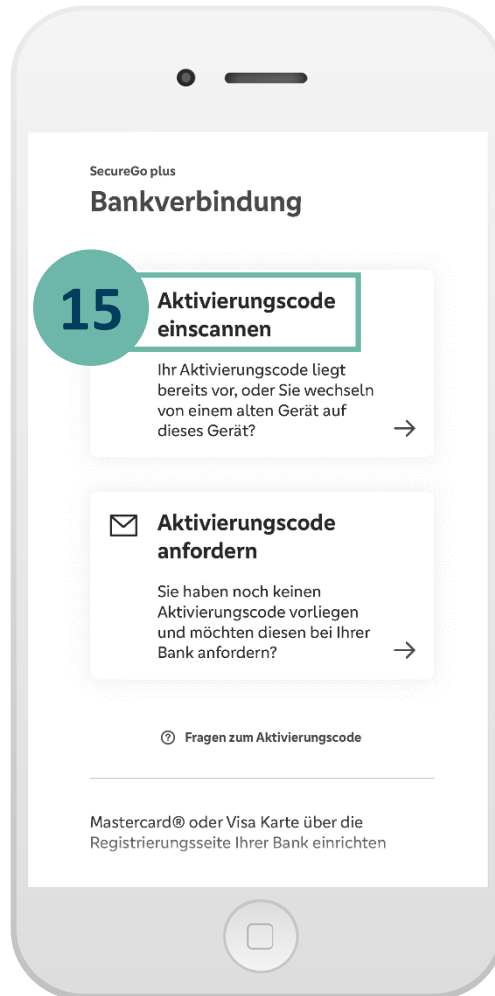 SecureGo plus
Bankverbindung
15
Aktivierungscode
einscannen
Ihr Aktivierungscode liegt
bereits vor, oder Sie wechseln
von einem alten Gerät auf
dieses Gerät?
Aktivierungscode
anfordern
Sie haben noch keinen
Aktivierungscode vorliegen
und möchten diesen bei Ihrer
Bank anfordern?
Fragen zum Aktivierungscode
Mastercard® oder Visa Karte über die
Registrierungsseite Ihrer Bank einrichten